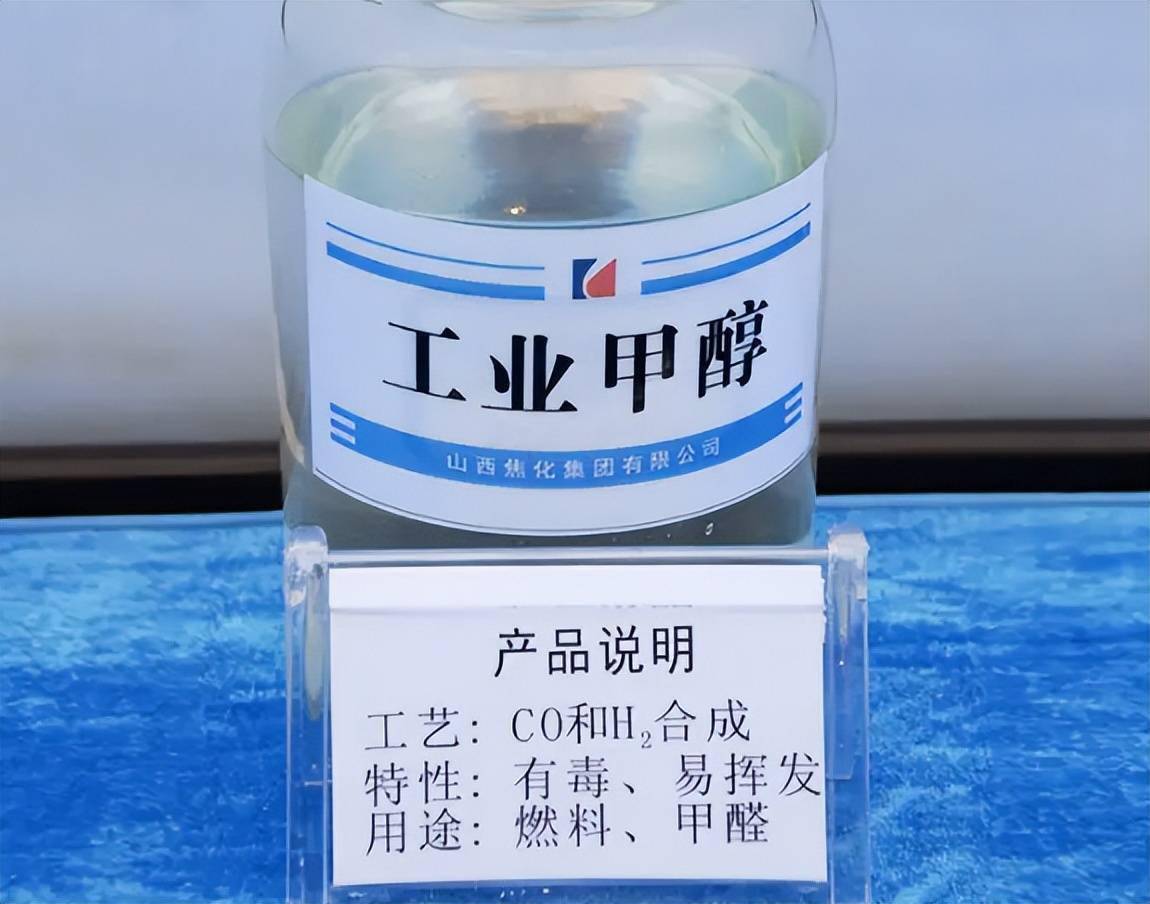 工业甲醇
山西焦化集团有限公司
产品说明
工艺：CO和H₂合成
特性：有毒、易挥发
用途：燃料、甲醛